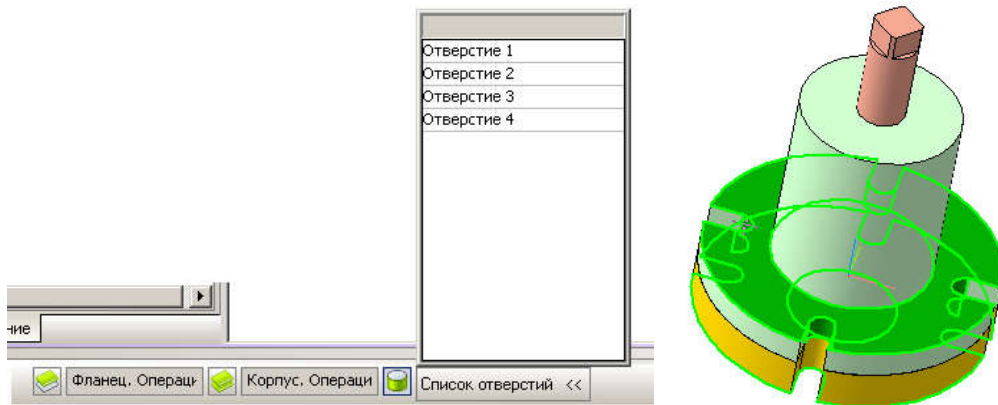 Отверстие 1
Отверстие 2
Отверстие 3
Отверстие 4
ние
Фланец. Операци Корпус. Операци Список отверстий <<